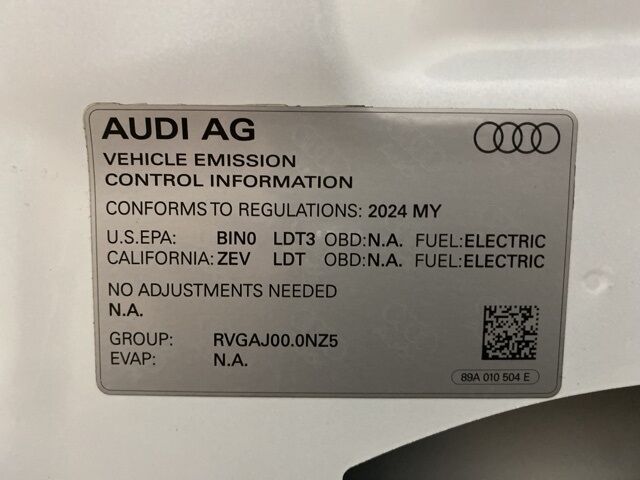 AUDI AG
VEHICLE EMISSION
CONTROL INFORMATION
CONFORMS TO REGULATIONS: 2024 MY
U.S.EPA: BIN0 LDT3 OBD:N.A. FUEL:ELECTRIC
CALIFORNIA: ZEV LDT OBD:N.A. FUEL:ELECTRIC
NO ADJUSTMENTS NEEDED
N.A.
GROUP: RVGAJ00.0NZ5
EVAP: N.A.
89A 010 504 E